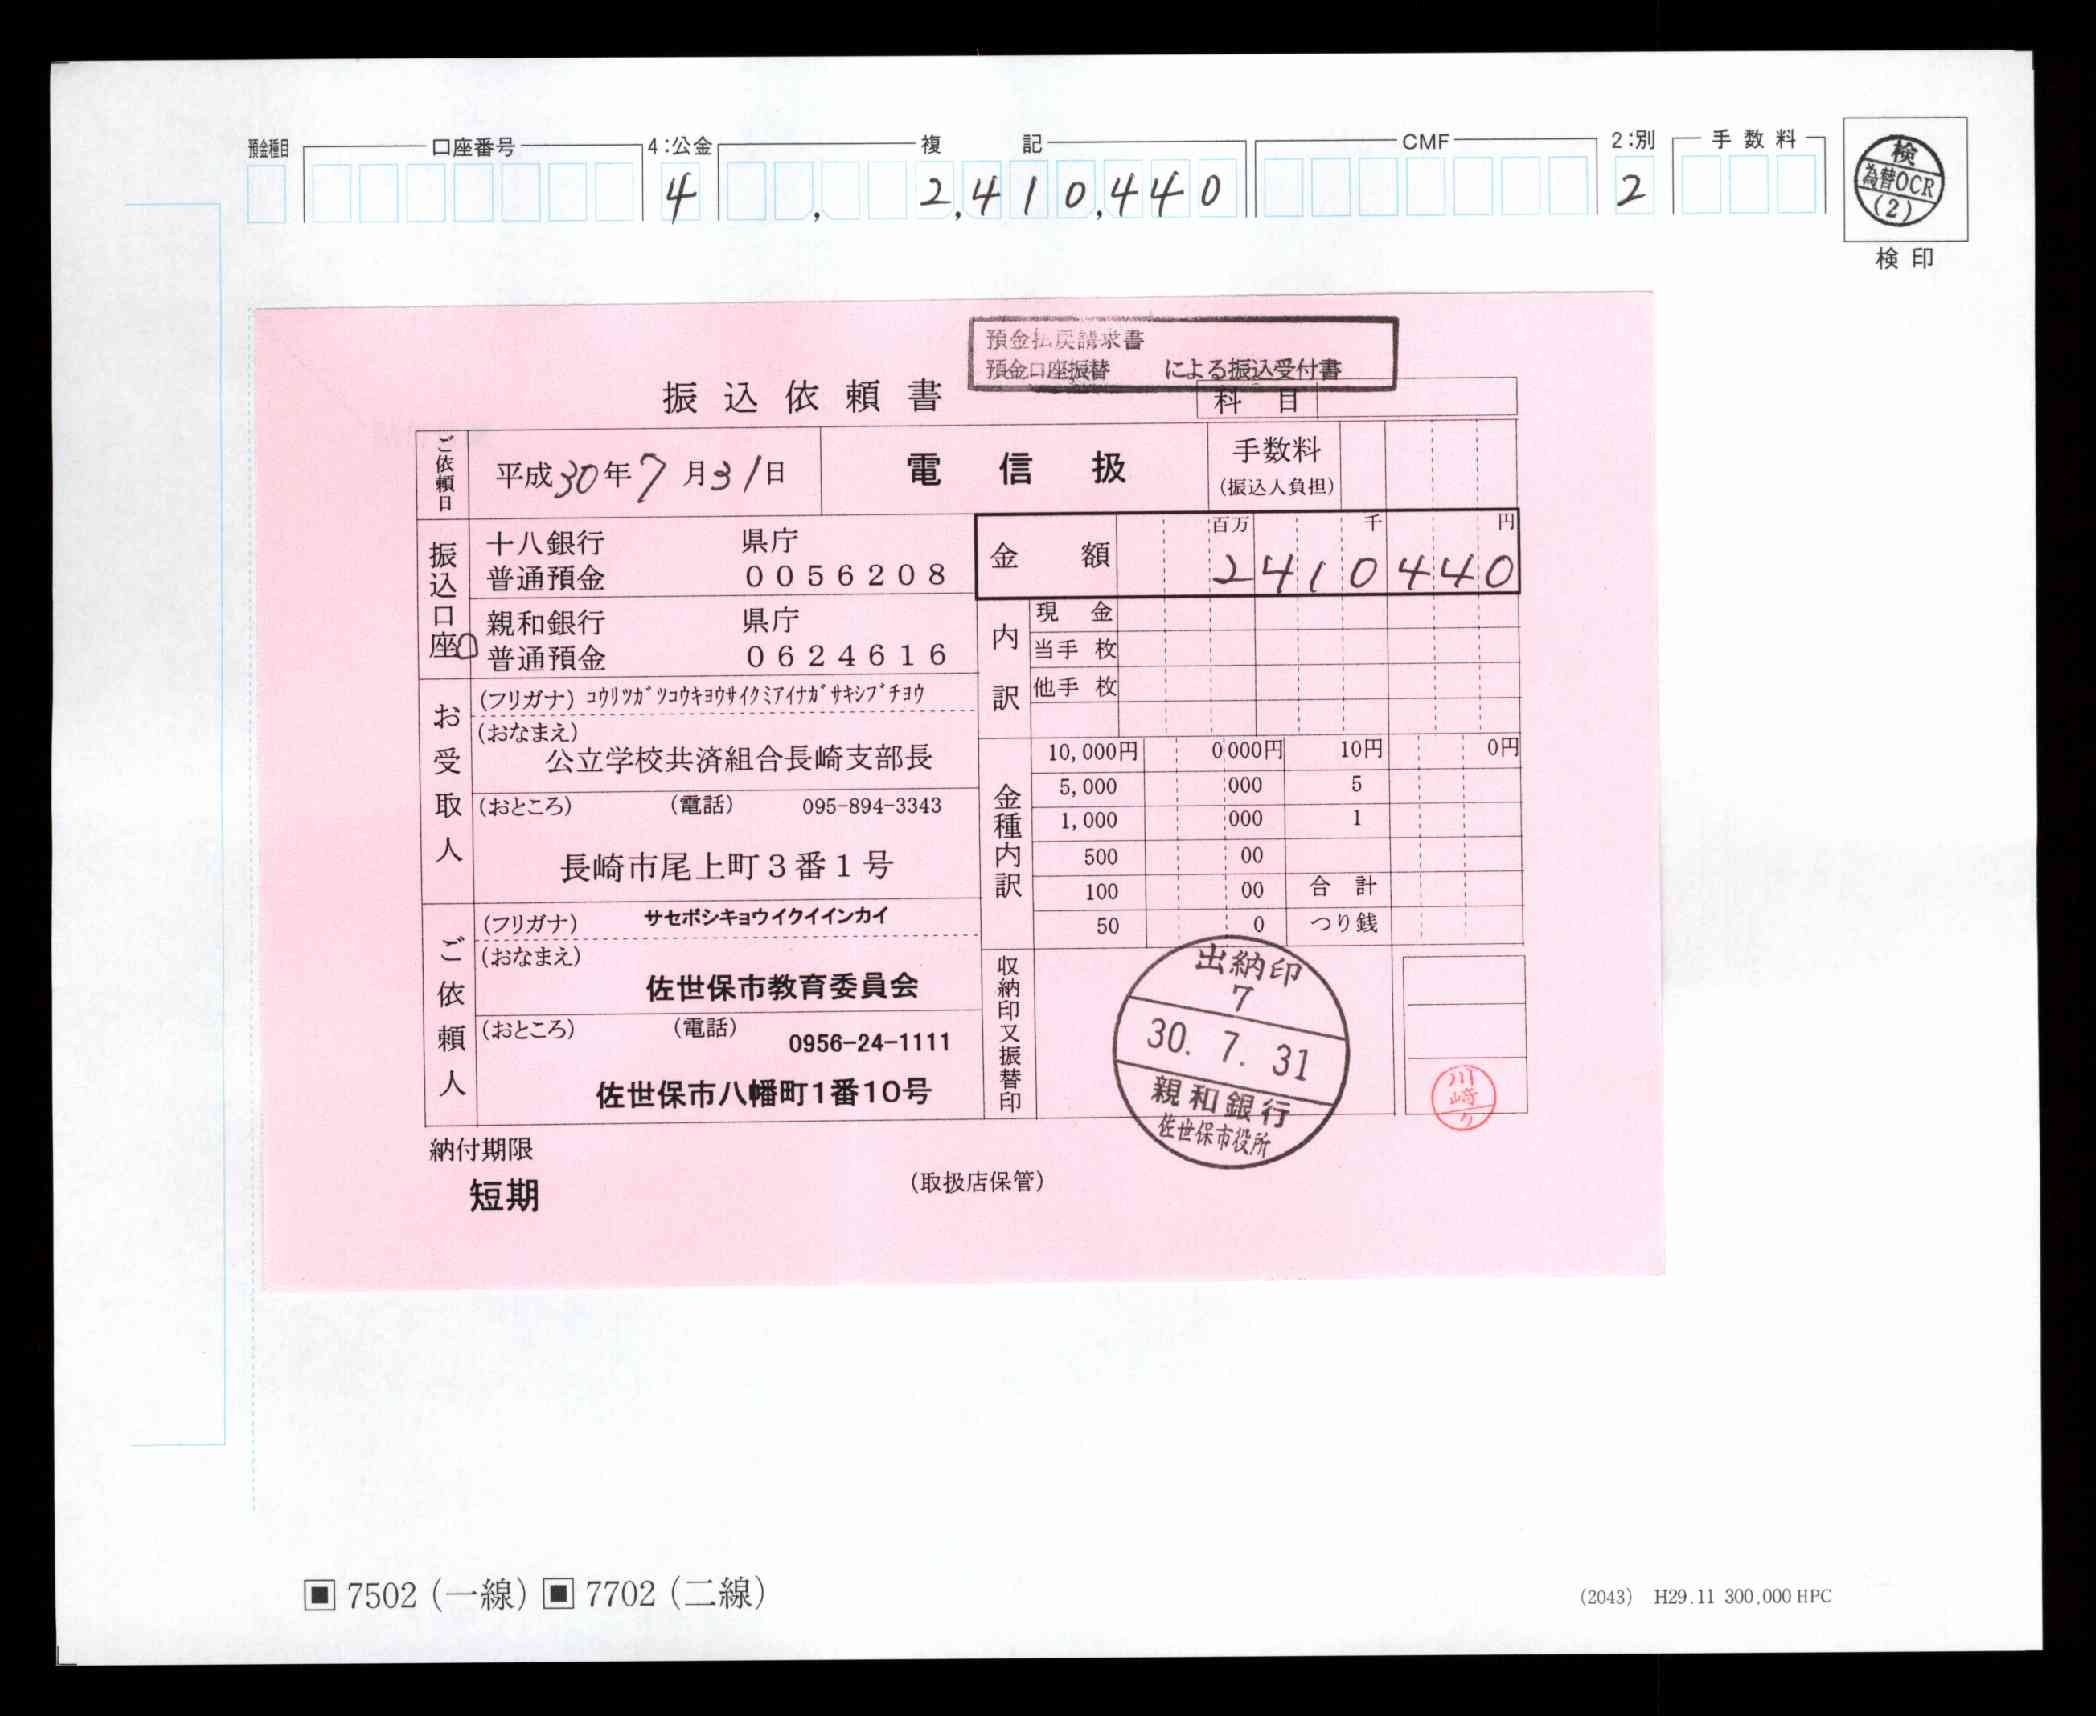 預金種目 口座番号 4:公金 複 記 CMF 2:別 手数料
4 2,410,440 2
検
為替OCR
(2)
検印
預金払戻請求書
預金口座振替 による振込受付書
振込依頼書
科目
ご依頼日 平成30年7月31日 電信扱 手数料
(振込人負担)
振込口座
十八銀行 県庁
普通預金 0056208
親和銀行 県庁
普通預金 0624616
金額 百万 千 円
2410440
内訳
現金
当手 枚
他手 枚
お受取人
(フリガナ) ｺｳﾘﾂｶﾞﾂｺｳｷﾖｳｻｲｸﾐｱｲﾅｶﾞｻｷｼﾌﾞﾁﾖｳ
(おなまえ)
公立学校共済組合長崎支部長
(おところ) (電話) 095-894-3343
長崎市尾上町3番1号
金種内訳
10,000円 0000円 10円 0円
5,000 000 5
1,000 000 1
500 00
100 00 合計
50 0 つり銭
ご依頼人
(フリガナ) サセボシキョウイクイインカイ
(おなまえ)
佐世保市教育委員会
(おところ) (電話) 0956-24-1111
佐世保市八幡町1番10号
収納印又振替印
出納印
7
30. 7. 31
親和銀行
佐世保市役所
川崎
納付期限
短期
(取扱店保管)
▣ 7502 (一線) ▣ 7702 (二線)
(2043) H29.11 300,000 HPC